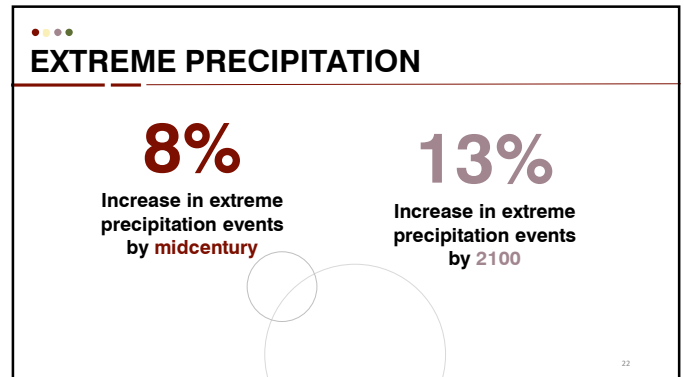 EXTREME PRECIPITATION
8%
Increase in extreme
precipitation events
by midcentury
13%
Increase in extreme
precipitation events
by 2100
22